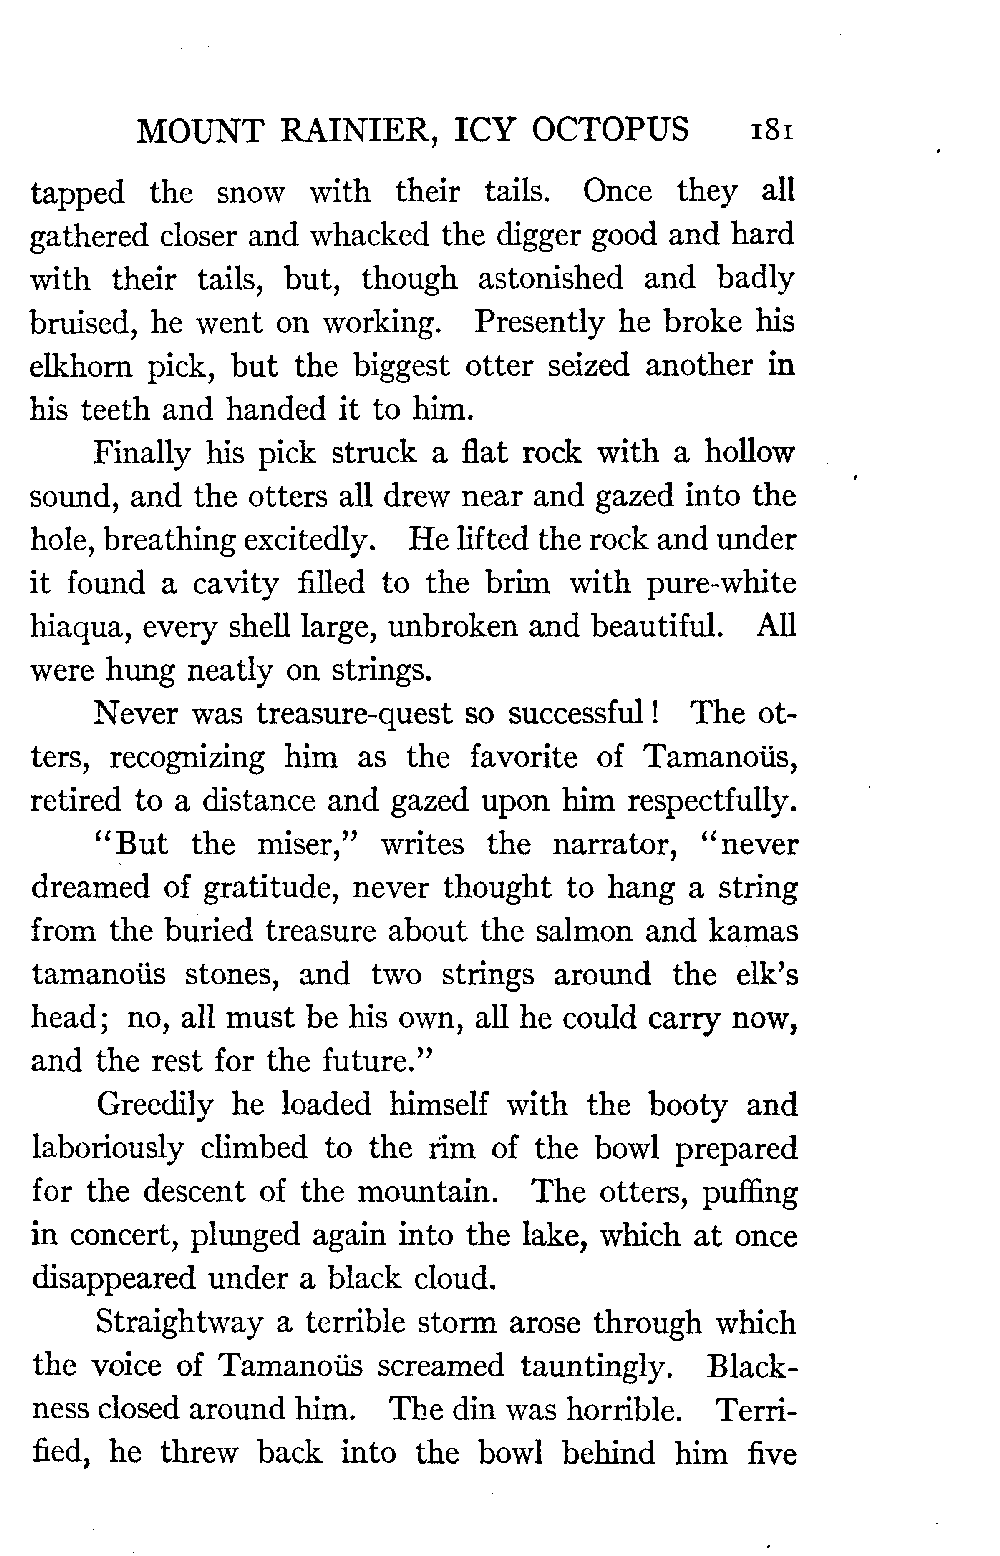 MOUNT RAINIER, ICY OCTOPUS 181
tapped the snow with their tails. Once they all
gathered closer and whacked the digger good and hard
with their tails, but, though astonished and badly
bruised, he went on working. Presently he broke his
elkhorn pick, but the biggest otter seized another in
his teeth and handed it to him.
Finally his pick struck a flat rock with a hollow
sound, and the otters all drew near and gazed into the
hole, breathing excitedly. He lifted the rock and under
it found a cavity filled to the brim with pure-white
hiaqua, every shell large, unbroken and beautiful. All
were hung neatly on strings.
Never was treasure-quest so successful! The ot-
ters, recognizing him as the favorite of Tamanoüs,
retired to a distance and gazed upon him respectfully.
"But the miser," writes the narrator, "never
dreamed of gratitude, never thought to hang a string
from the buried treasure about the salmon and kamas
tamanoüs stones, and two strings around the elk's
head; no, all must be his own, all he could carry now,
and the rest for the future."
Greedily he loaded himself with the booty and
laboriously climbed to the rim of the bowl prepared
for the descent of the mountain. The otters, puffing
in concert, plunged again into the lake, which at once
disappeared under a black cloud.
Straightway a terrible storm arose through which
the voice of Tamanoüs screamed tauntingly. Black-
ness closed around him. The din was horrible. Terri-
fied, he threw back into the bowl behind him five